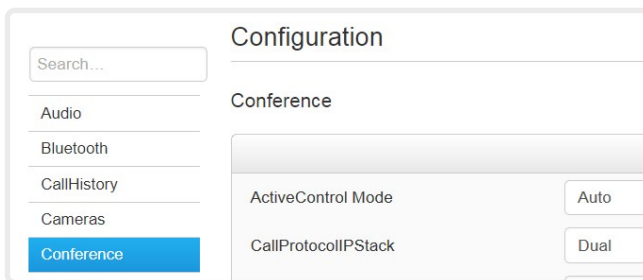 Configuration
Search...
Audio
Bluetooth
CallHistory
Cameras
Conference
Conference
ActiveControl Mode
Auto
CallProtocolIPStack
Dual